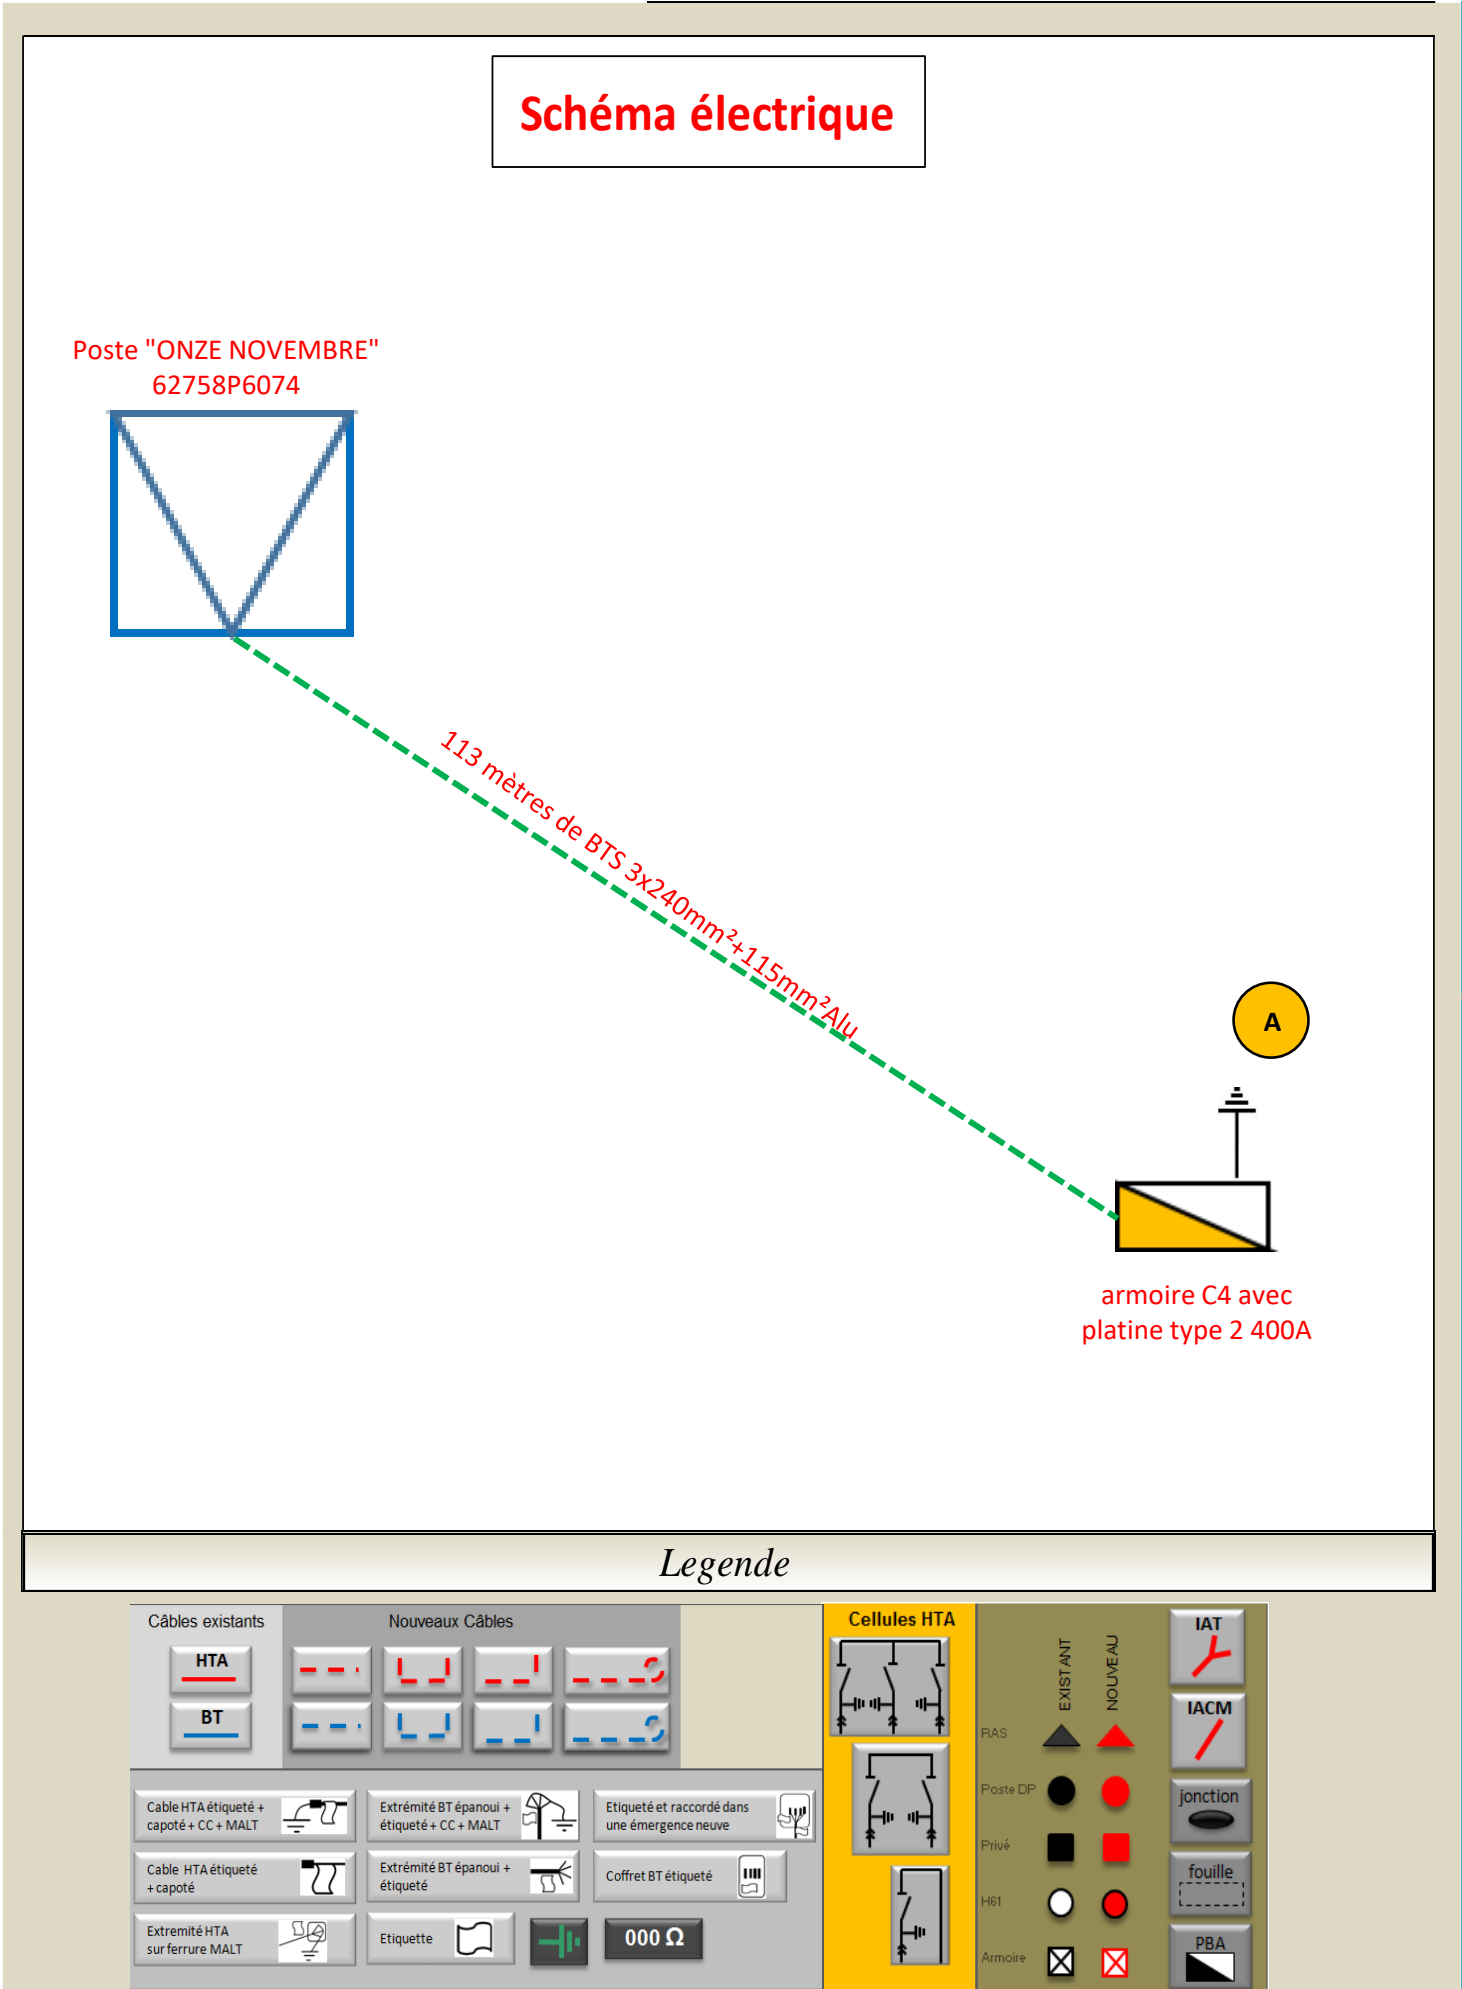 Schéma électrique
Poste "ONZE NOVEMBRE"
62758P6074
113 mètres de BTS 3x240mm²+115mm²Alu
A
armoire C4 avec
platine type 2 400A
Legende
Câbles existants
Nouveaux Câbles
HTA
BT
Cable HTA étiqueté +
capoté + CC + MALT
Extrémité BT épanoui +
étiqueté + CC + MALT
Etiqueté et raccordé dans
une émergence neuve
Cable HTA étiqueté
+ capoté
Extrémité BT épanoui +
étiqueté
Coffret BT étiqueté
Extremité HTA
sur ferrure MALT
Etiquette
000 Ω
Cellules HTA
EXISTANT
NOUVEAU
RAS
Poste DP
Privé
H61
Armoire
IAT
IACM
jonction
fouille
PBA